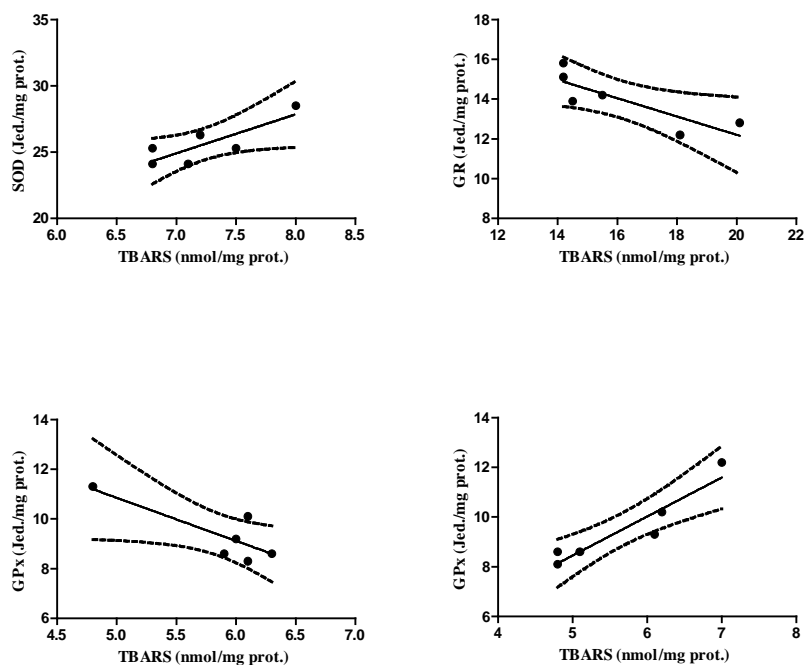 35
30
25
20
SOD (Jed./mg prot.)
6.0 6.5 7.0 7.5 8.0 8.5
TBARS (nmol/mg prot.)
18
16
14
12
10
8
GR (Jed./mg prot.)
12 14 16 18 20 22
TBARS (nmol/mg prot.)
14
12
10
8
6
GPx (Jed./mg prot.)
4.5 5.0 5.5 6.0 6.5 7.0
TBARS (nmol/mg prot.)
14
12
10
8
6
GPx (Jed./mg prot.)
4 5 6 7 8
TBARS (nmol/mg prot.)